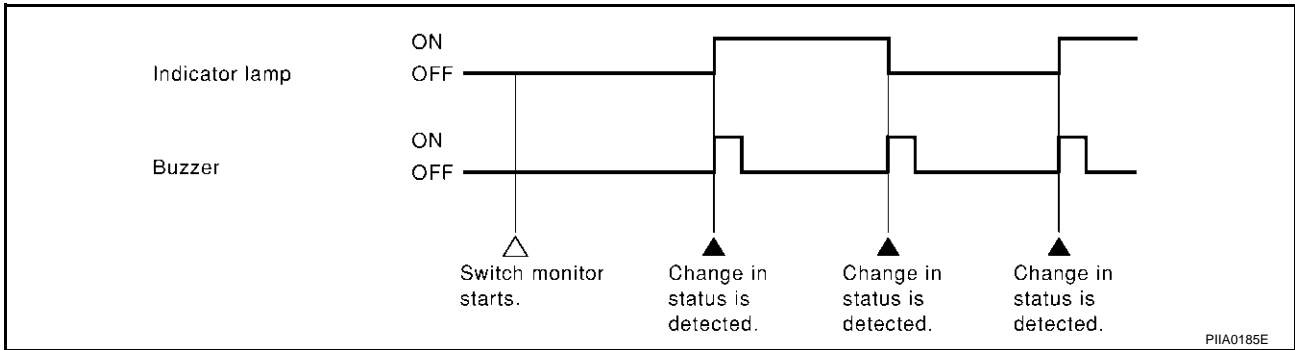 ON
Indicator lamp OFF
ON
Buzzer OFF
Switch monitor
starts.
Change in
status is
detected.
Change in
status is
detected.
Change in
status is
detected.
PIIA0185E